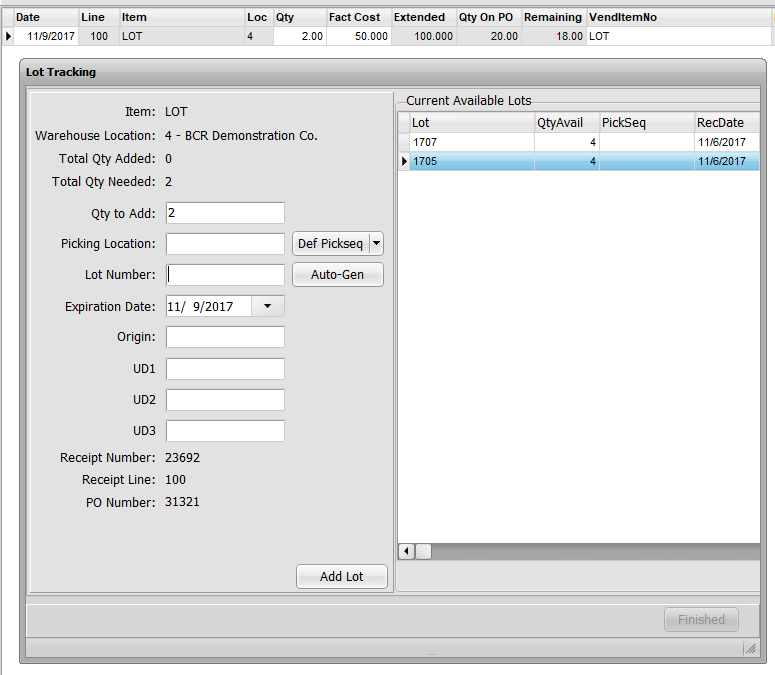 Date Line Item Loc Qty Fact Cost Extended Qty On PO Remaining VendItemNo
11/9/2017 100 LOT 4 2.00 50.000 100.000 20.00 18.00 LOT
Lot Tracking
Item: LOT
Warehouse Location: 4 - BCR Demonstration Co.
Total Qty Added: 0
Total Qty Needed: 2
Qty to Add: 2
Picking Location: Def Pickseq
Lot Number: Auto-Gen
Expiration Date: 11/ 9/2017
Origin:
UD1
UD2
UD3
Receipt Number: 23692
Receipt Line: 100
PO Number: 31321
Add Lot
Current Available Lots
Lot QtyAvail PickSeq RecDate
1707 4 11/6/2017
1705 4 11/6/2017
Finished